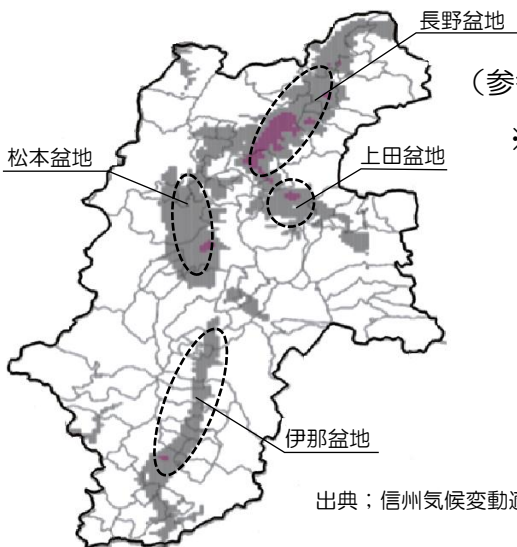 長野盆地
（参
※
松本盆地
上田盆地
伊那盆地
出典；信州気候変動